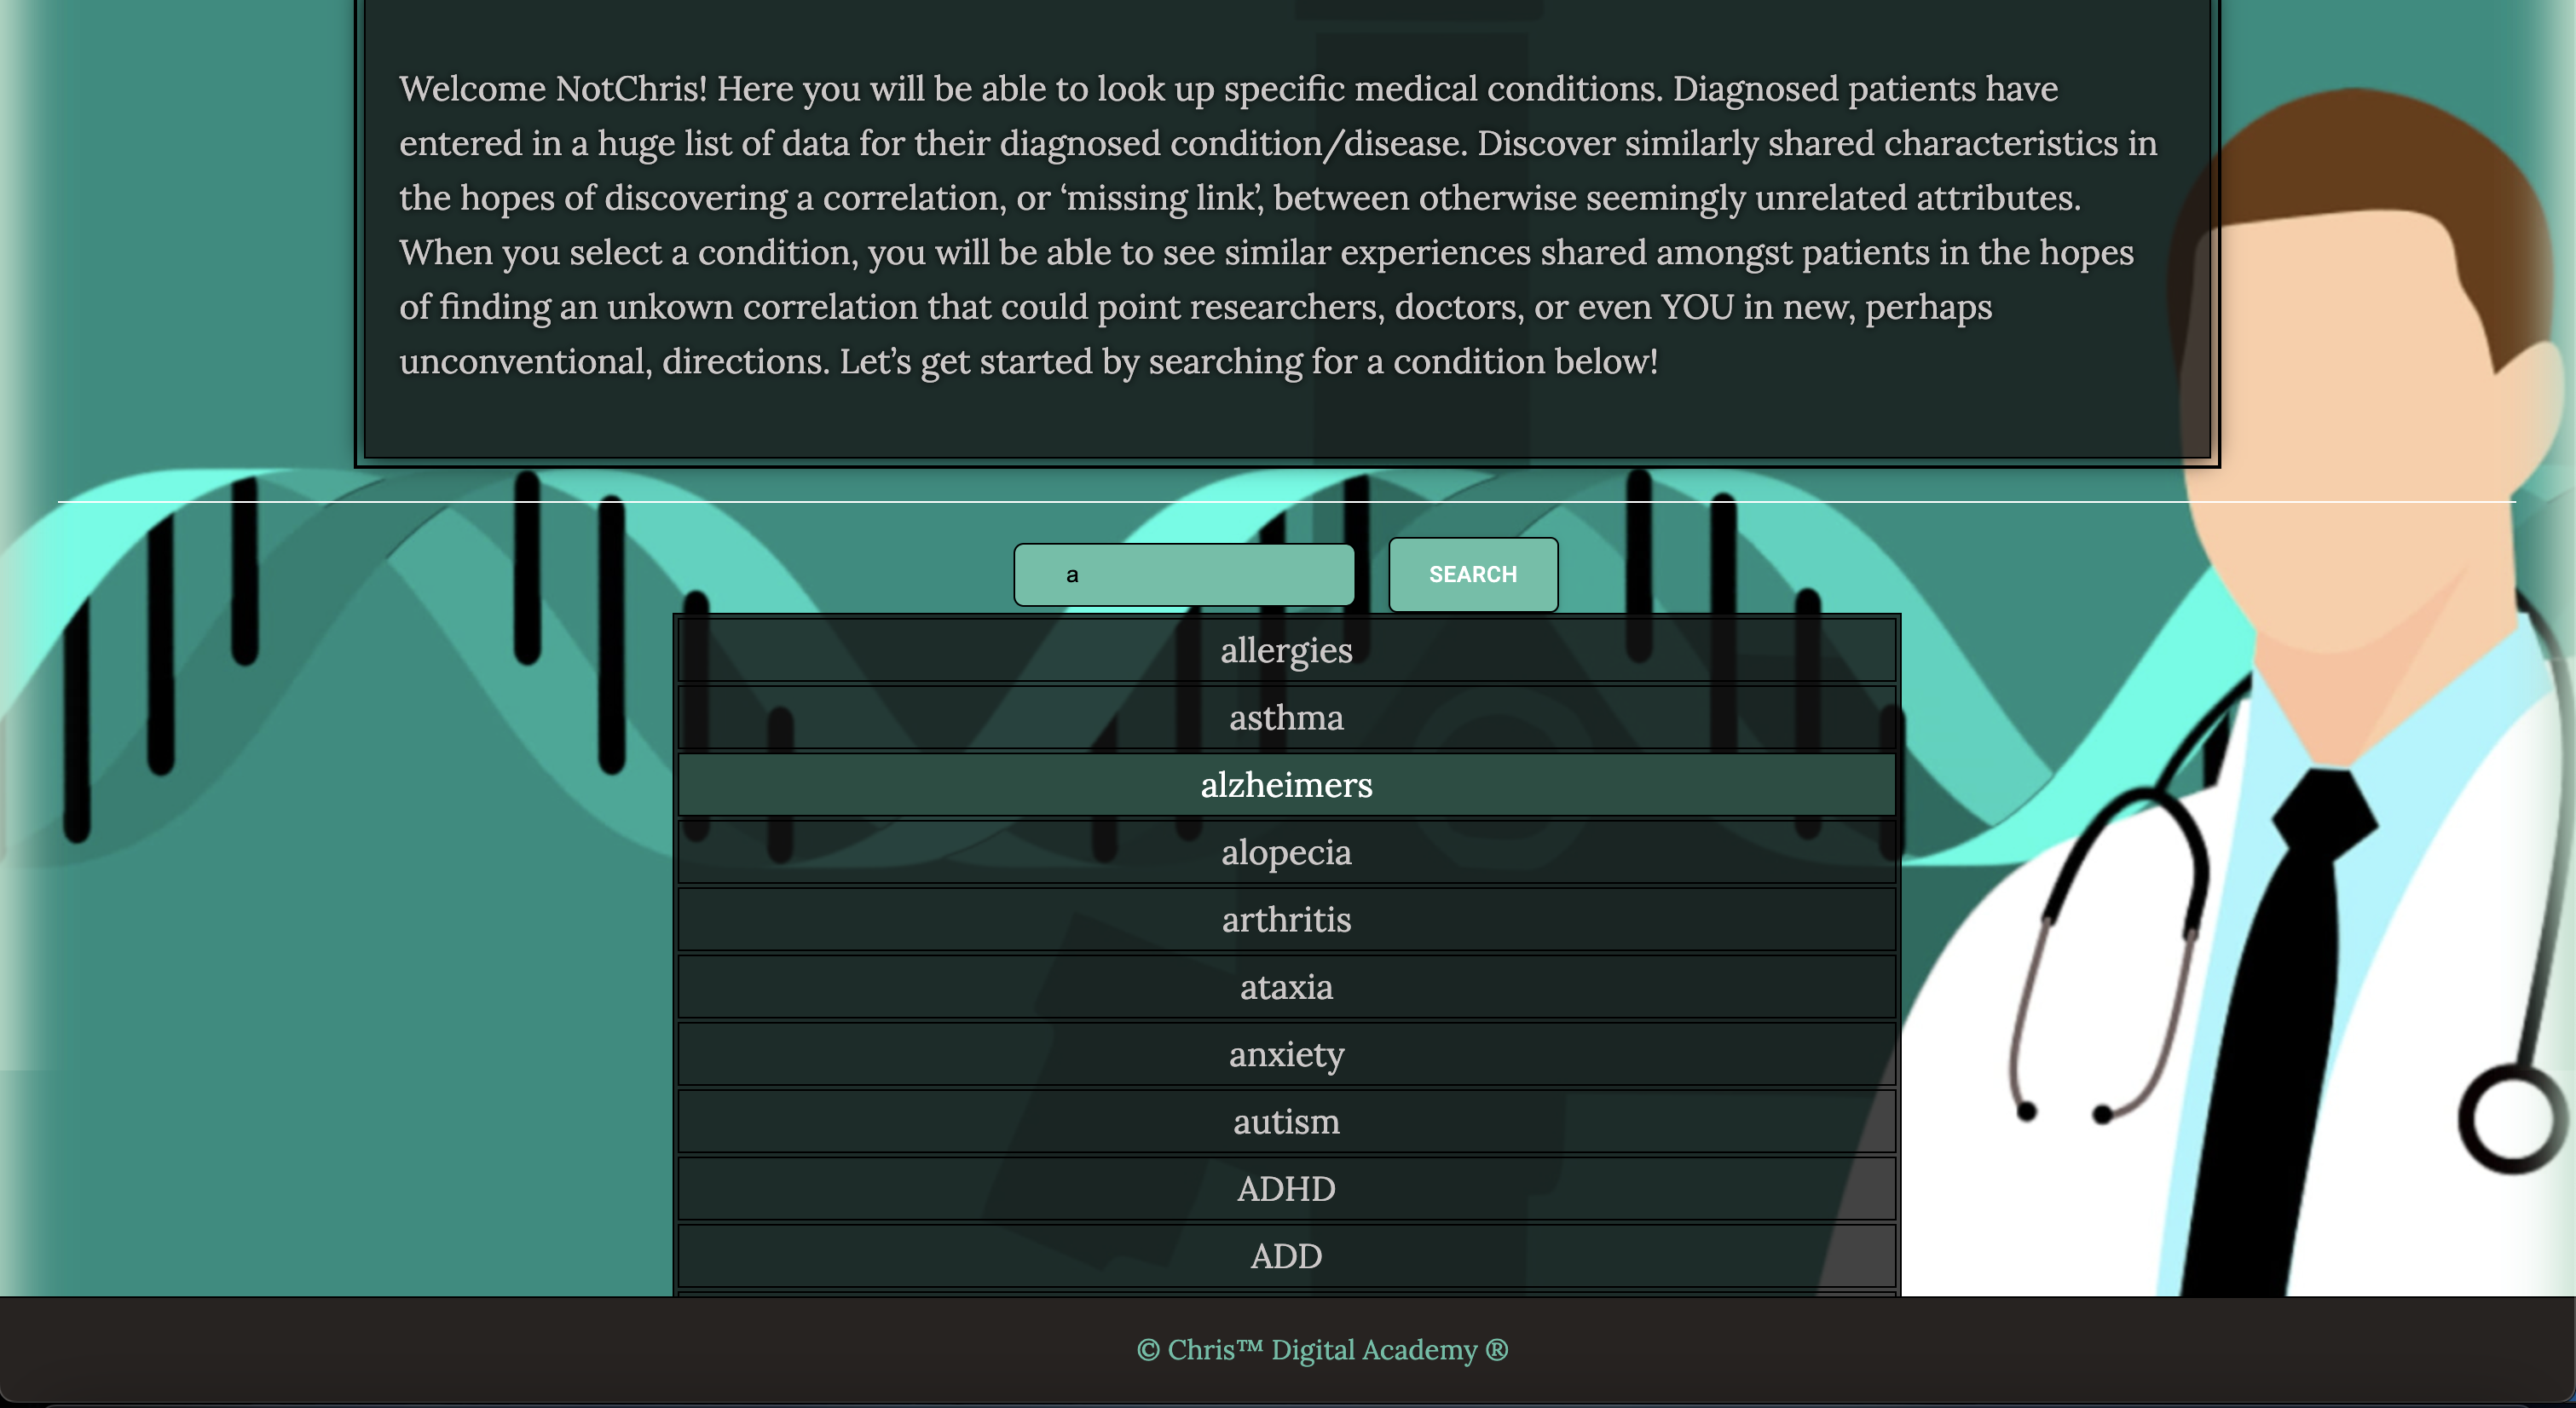 Welcome NotChris! Here you will be able to look up specific medical conditions. Diagnosed patients have
entered in a huge list of data for their diagnosed condition/disease. Discover similarly shared characteristics in
the hopes of discovering a correlation, or ‘missing link’, between otherwise seemingly unrelated attributes.
When you select a condition, you will be able to see similar experiences shared amongst patients in the hopes
of finding an unkown correlation that could point researchers, doctors, or even YOU in new, perhaps
unconventional, directions. Let’s get started by searching for a condition below!
a SEARCH
allergies
asthma
alzheimers
alopecia
arthritis
ataxia
anxiety
autism
ADHD
ADD
© Chris™ Digital Academy ®